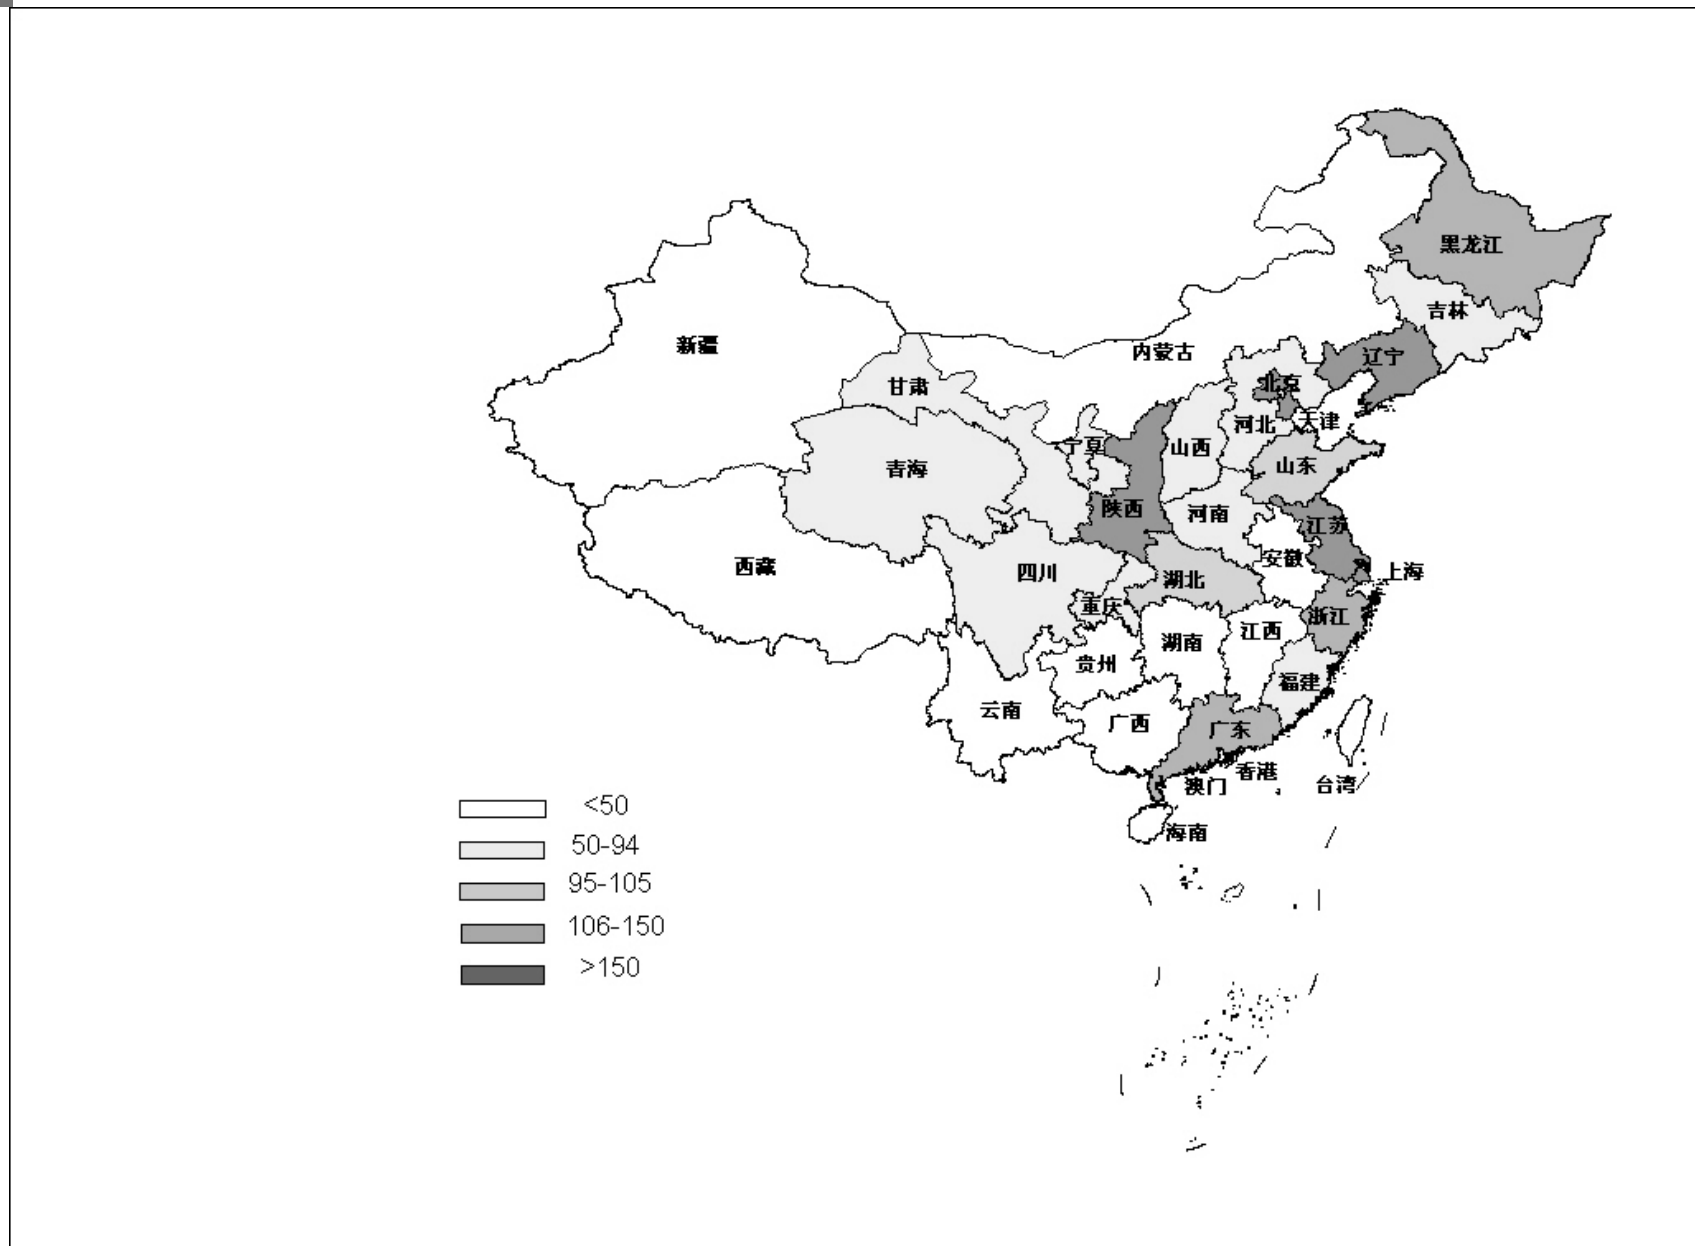 黑龙江
吉林
新疆
内蒙古
辽宁
甘肃
北京
河北
天津
宁夏
山西
青海
山东
陕西
河南
江苏
安徽
西藏
四川
湖北
上海
重庆
浙江
江西
湖南
贵州
福建
云南
广西
广东
香港
澳门
台湾
海南
<50
50-94
95-105
106-150
>150